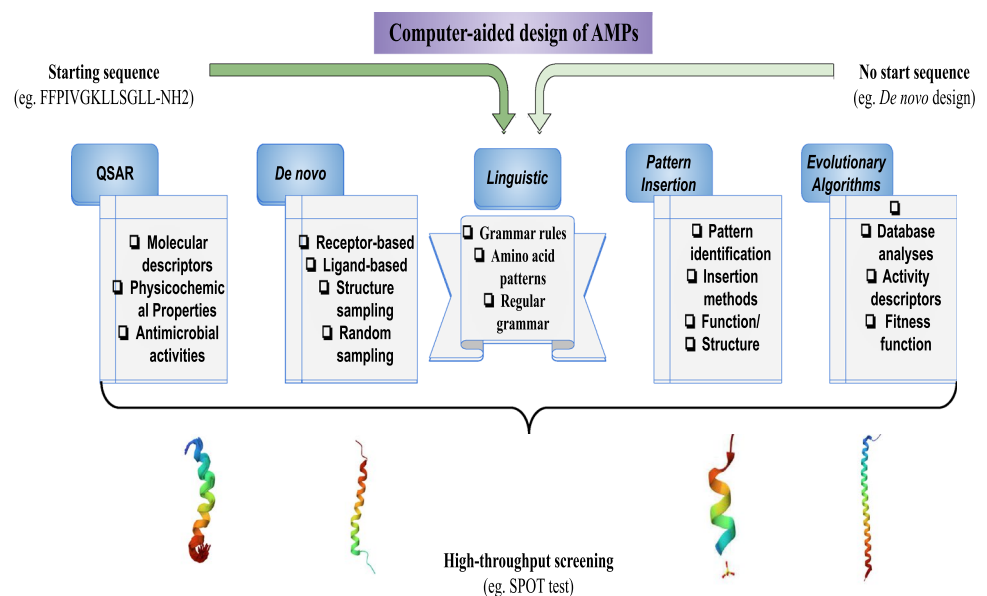 Computer-aided design of AMPs
Starting sequence
(eg. FFPIVGKLLSGLL-NH2)
No start sequence
(eg. De novo design)
QSAR
❑ Molecular
descriptors
❑ Physicochemic
al Properties
❑ Antimicrobial
activities
De novo
❑ Receptor-based
❑ Ligand-based
❑ Structure
sampling
❑ Random
sampling
Linguistic
❑ Grammar rules
❑ Amino acid
patterns
❑ Regular
grammar
Pattern
Insertion
❑ Pattern
identification
❑ Insertion
methods
❑ Function/
❑ Structure
Evolutionary
Algorithms
❑
❑ Database
analyses
❑ Activity
descriptors
❑ Fitness
function
High-throughput screening
(eg. SPOT test)